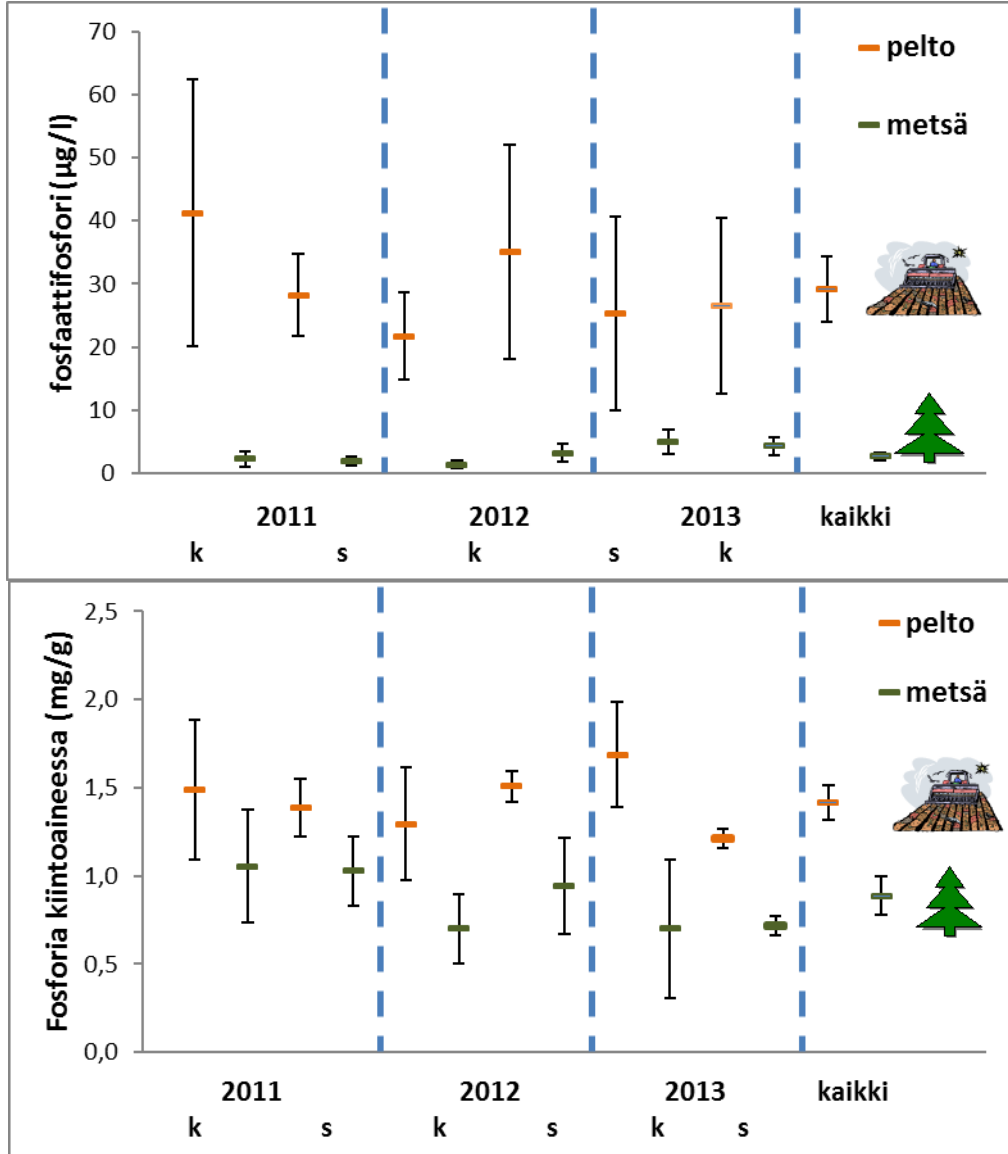 fosfaattifosfori (µg/l)
70
60
50
40
30
20
10
0
pelto
metsä
2011 2012 2013 kaikki
k s k s k
Fosforia kiintoaineessa (mg/g)
2,5
2,0
1,5
1,0
0,5
0,0
pelto
metsä
2011 2012 2013 kaikki
k s k s k s